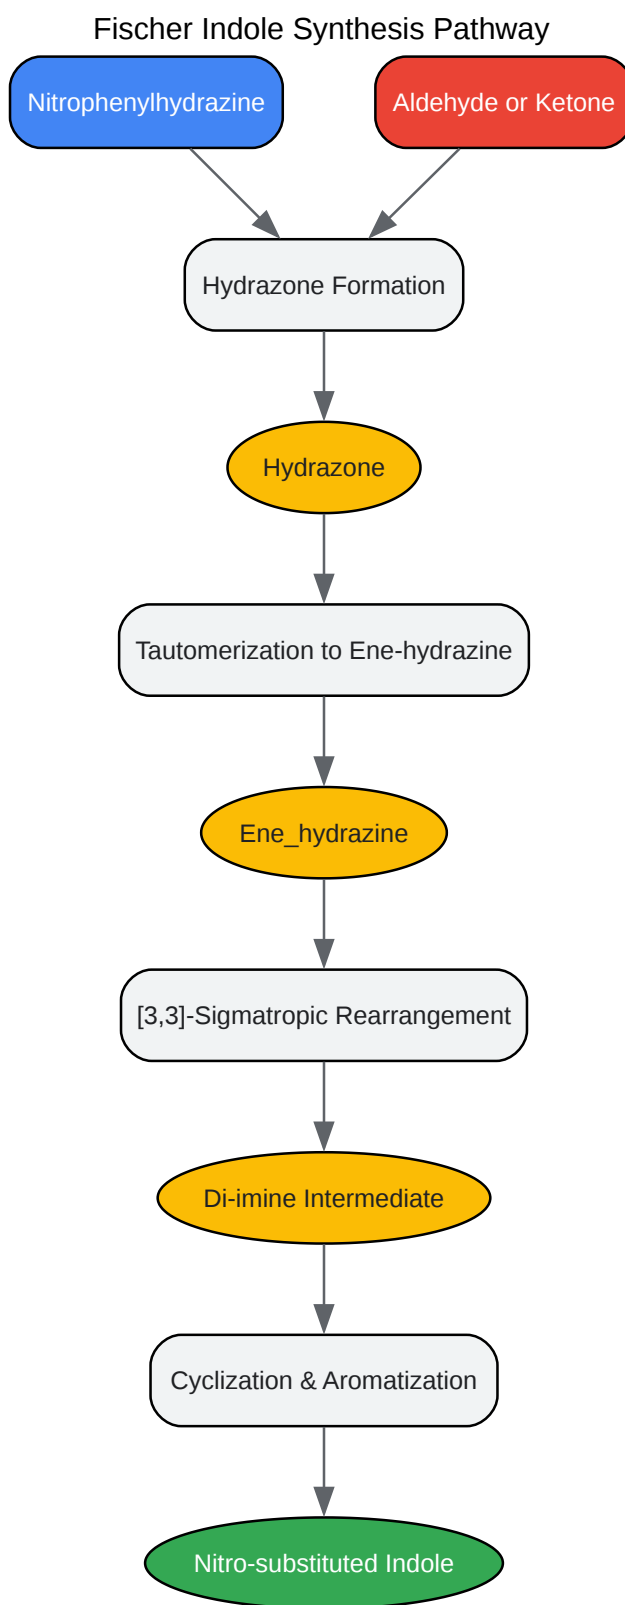 Fischer Indole Synthesis Pathway
Nitrophenylhydrazine
Aldehyde or Ketone
Hydrazone Formation
Hydrazone
Tautomerization to Ene-hydrazine
Ene_hydrazine
[3,3]-Sigmatropic Rearrangement
Di-imine Intermediate
Cyclization & Aromatization
Nitro-substituted Indole